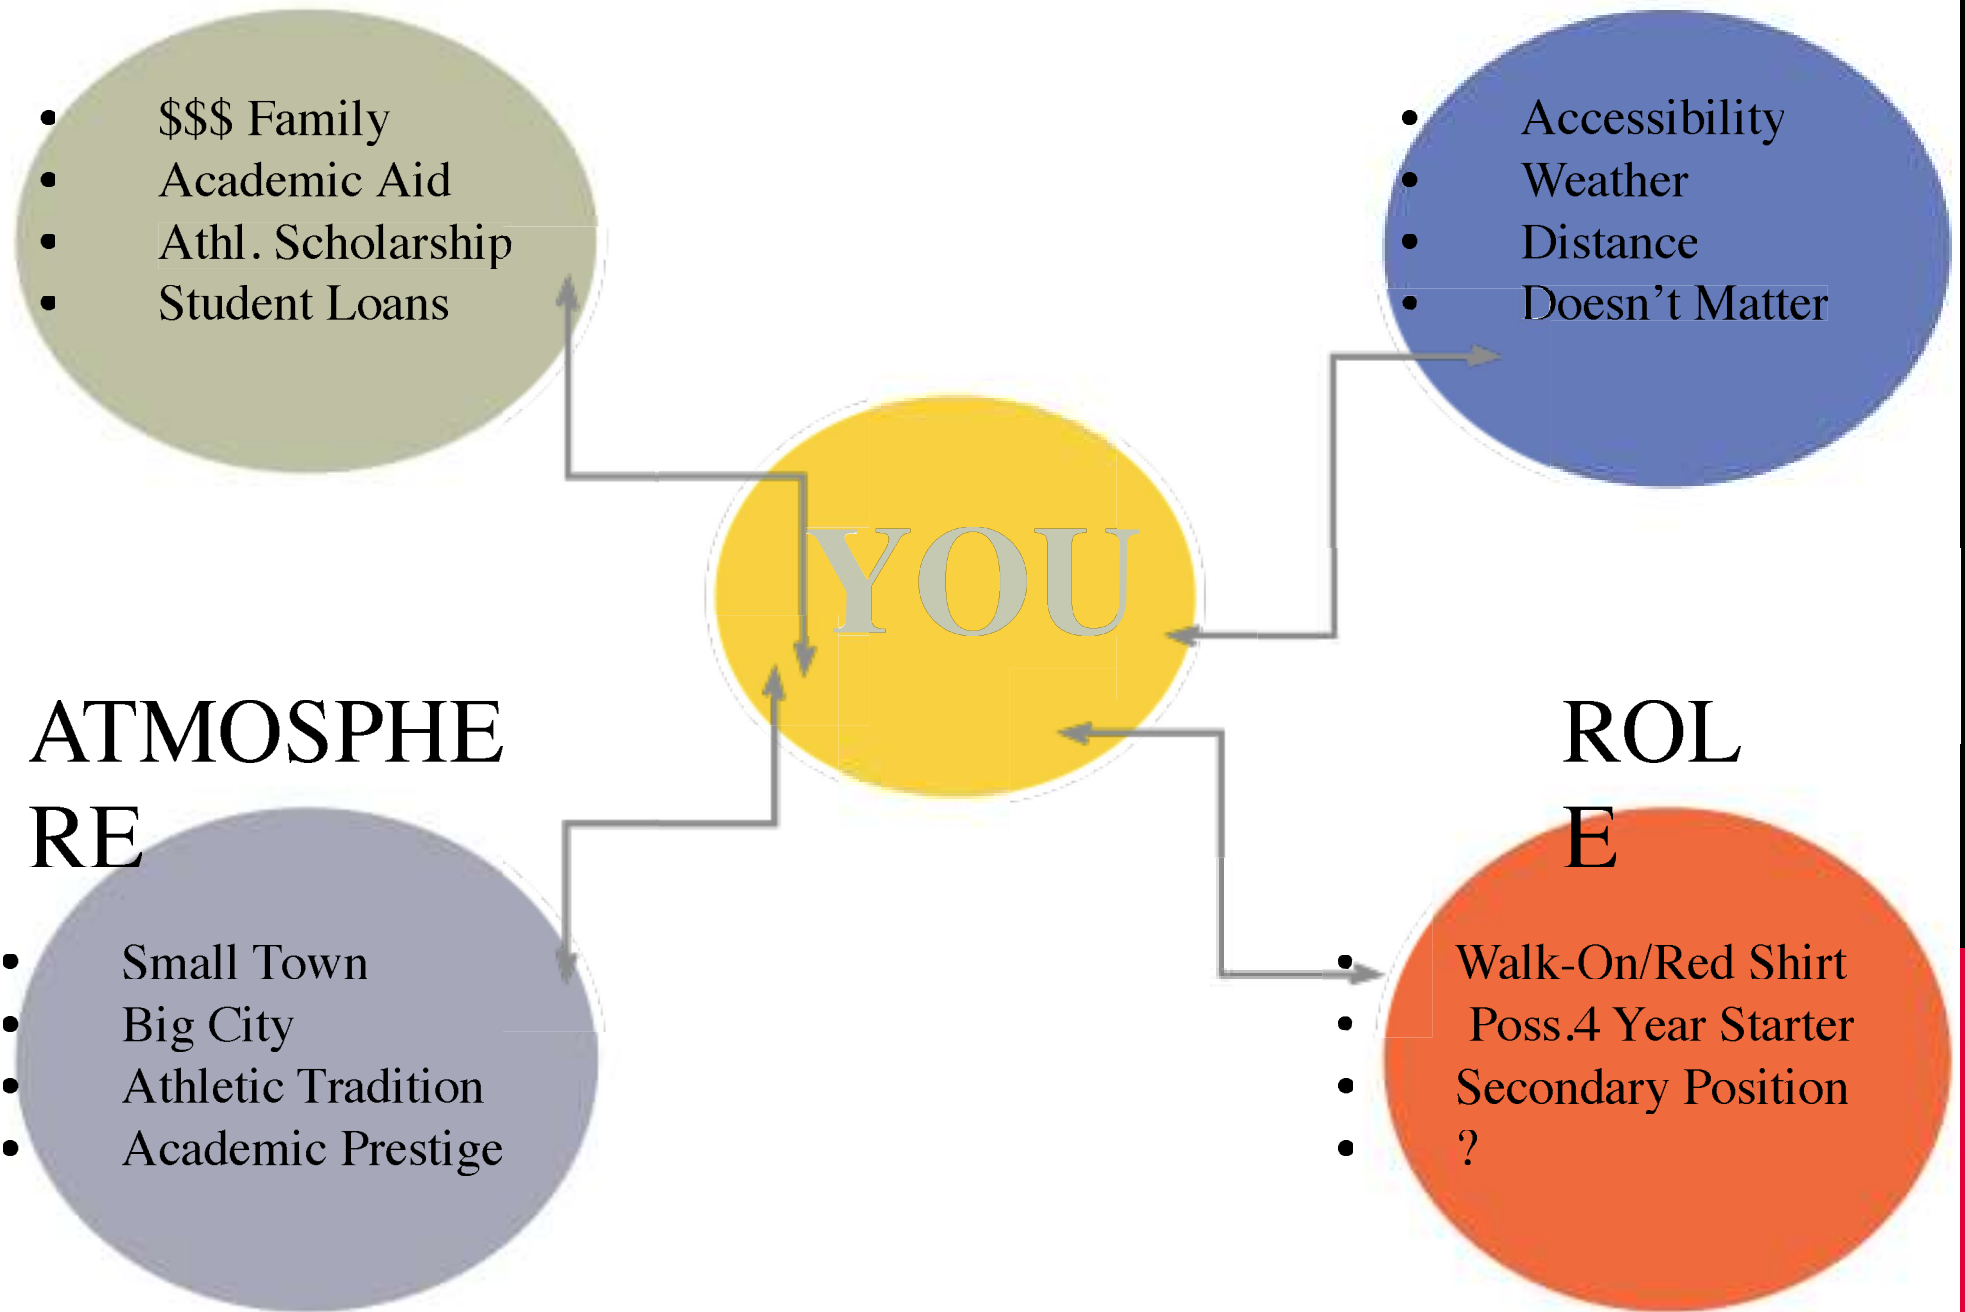 • $$$ Family
• Academic Aid
• Athl. Scholarship
• Student Loans
• Accessibility
• Weather
• Distance
• Doesn’t Matter
YOU
ATMOSPHE
RE
• Small Town
• Big City
• Athletic Tradition
• Academic Prestige
ROL
E
• Walk-On/Red Shirt
• Poss.4 Year Starter
• Secondary Position
• ?